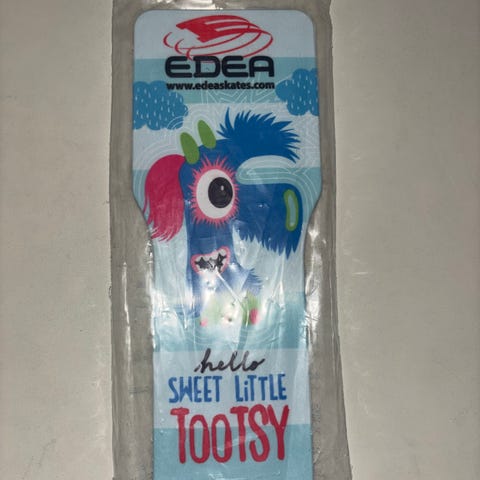 EDEA
www.edeaskates.com
hello
SWEET LiTTLE
TOOTSY